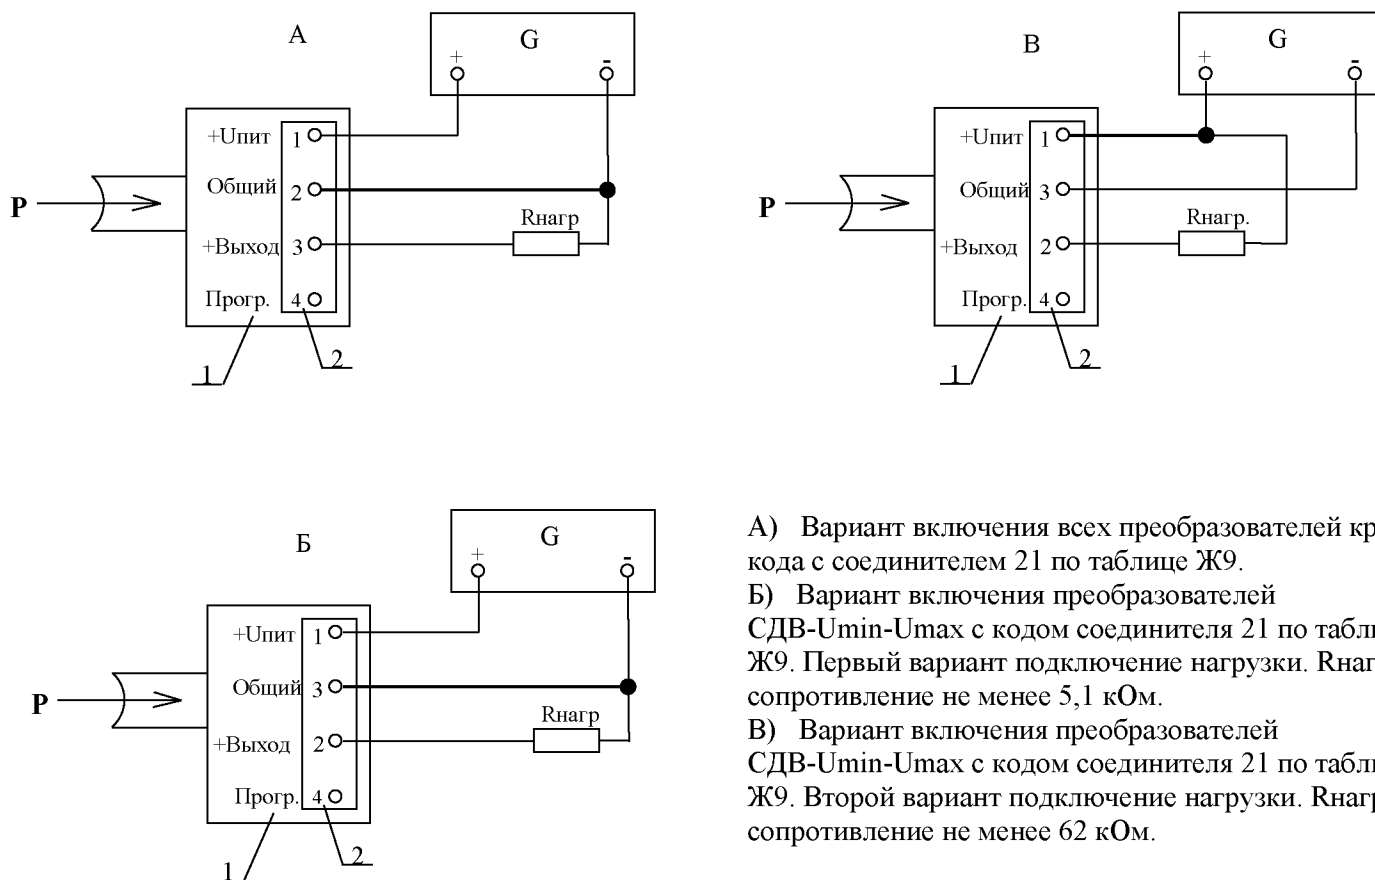 А
G
+
-
+Uпит
1
Общий
2
Rнагр
+Выход
3
Прогр.
4
P
1
2
В
G
+
-
+Uпит
1
Общий
3
Rнагр.
+Выход
2
Прогр.
4
P
1
2
Б
G
+
-
+Uпит
1
Общий
3
Rнагр
+Выход
2
Прогр.
4
P
1
2
А) Вариант включения всех преобразователей
кода с соединителем 21 по таблице Ж9.
Б) Вариант включения преобразователей
СДВ-Umin-Umax с кодом соединителя 21 по
Ж9. Первый вариант подключение нагрузки.
сопротивление не менее 5,1 кОм.
В) Вариант включения преобразователей
СДВ-Umin-Umax с кодом соединителя 21 по
Ж9. Второй вариант подключение нагрузки. Rнагр
сопротивление не менее 62 кОм.